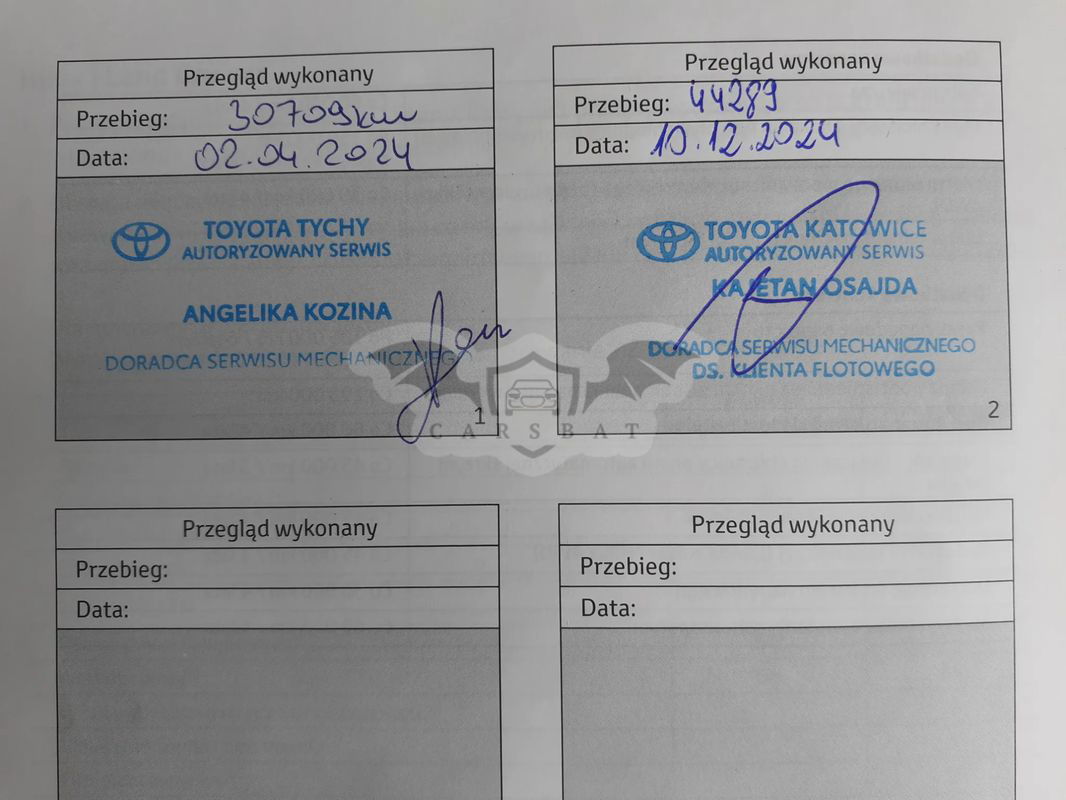 Przegląd wykonany
Przebieg: 30709km
Data: 02.04.2024
TOYOTA TYCHY
AUTORYZOWANY SERWIS
ANGELIKA KOZINA
DORADCA SERWISU MECHANICZNEGO
1
Przegląd wykonany
Przebieg: 44289
Data: 10.12.2024
TOYOTA KATOWICE
AUTORYZOWANY SERWIS
KAJETAN OSAJDA
DORADCA SERWISU MECHANICZNEGO
DS. KLIENTA FLOTOWEGO
2
CARSBAT
Przegląd wykonany
Przebieg:
Data:
Przegląd wykonany
Przebieg:
Data: